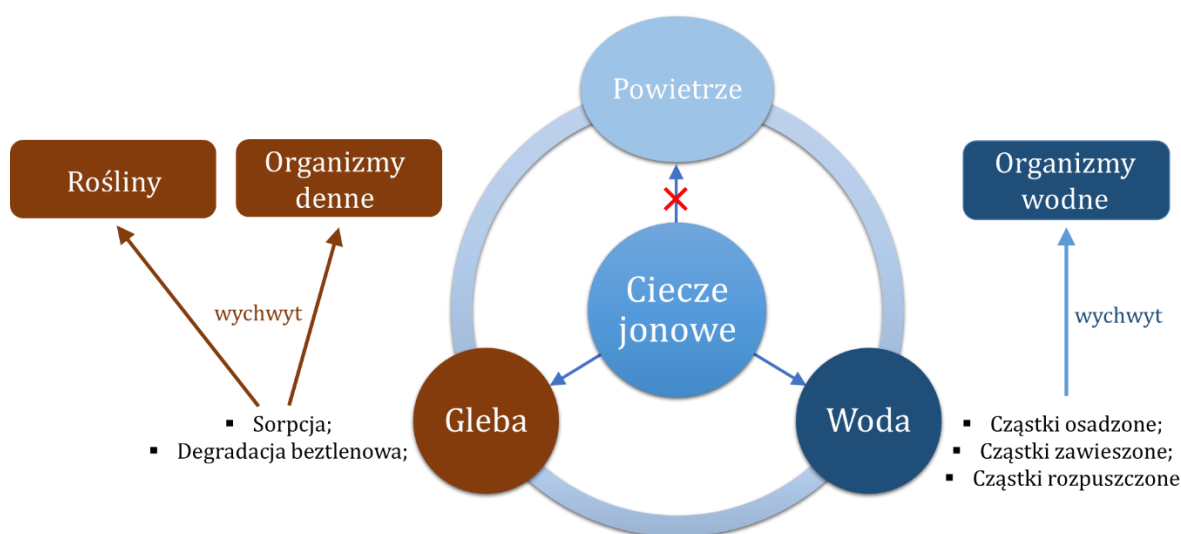 Powietrze
Rośliny
Organizmy
denne
Organizmy
wodne
Ciecze
jonowe
wychwyt
wychwyt
Gleba
Woda
▪ Sorpcja;
▪ Degradacja beztlenowa;
▪ Cząstki osadzone;
▪ Cząstki zawieszone;
▪ Cząstki rozpuszczone